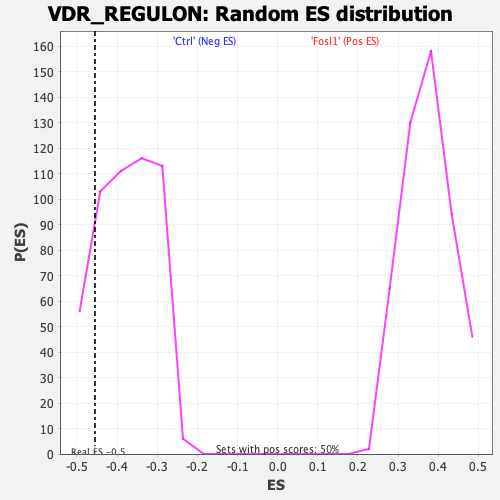 VDR_REGULON: Random ES distribution
'Ctrl' (Neg ES)
'Fosl1' (Pos ES)
160
150
140
130
120
110
100
90
80
70
60
50
40
30
20
10
0
P(ES)
Real ES -0.5
Sets with pos scores: 50%
-0.5 -0.4 -0.3 -0.2 -0.1 0.0 0.1 0.2 0.3 0.4 0.5
ES